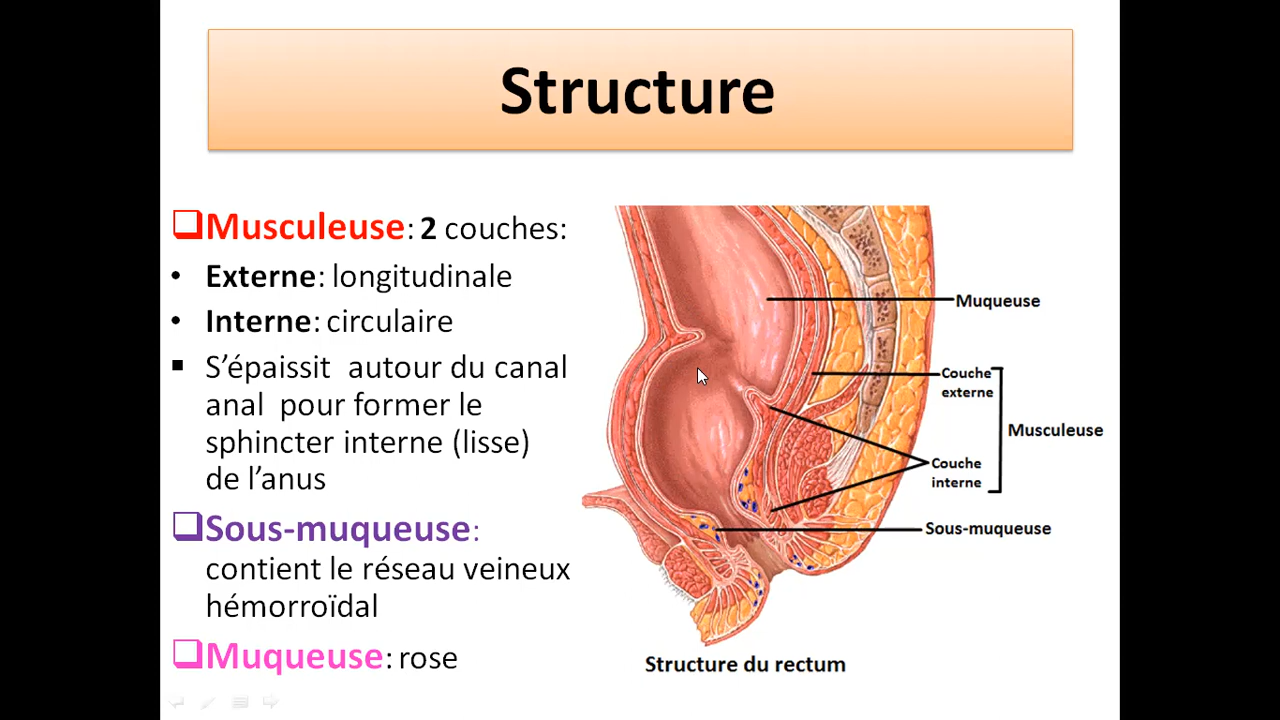 Structure
Musculeuse: 2 couches:
• Externe: longitudinale
• Interne: circulaire
▪ S’épaissit autour du canal
anal pour former le
sphincter interne (lisse)
de l’anus
Sous-muqueuse:
contient le réseau veineux
hémorroïdal
Muqueuse: rose
Muqueuse
Couche
externe
Musculeuse
Couche
interne
Sous-muqueuse
Structure du rectum